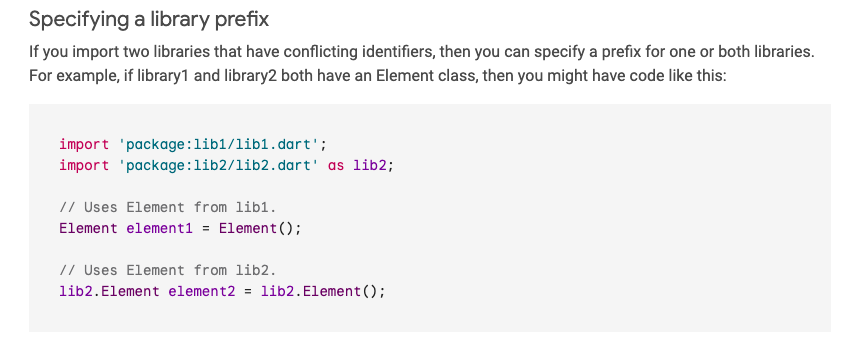 Specifying a library prefix
If you import two libraries that have conflicting identifiers, then you can specify a prefix for one or both libraries.
For example, if library1 and library2 both have an Element class, then you might have code like this:
import 'package:lib1/lib1.dart';
import 'package:lib2/lib2.dart' as lib2;
// Uses Element from lib1.
Element element1 = Element();
// Uses Element from lib2.
lib2.Element element2 = lib2.Element();